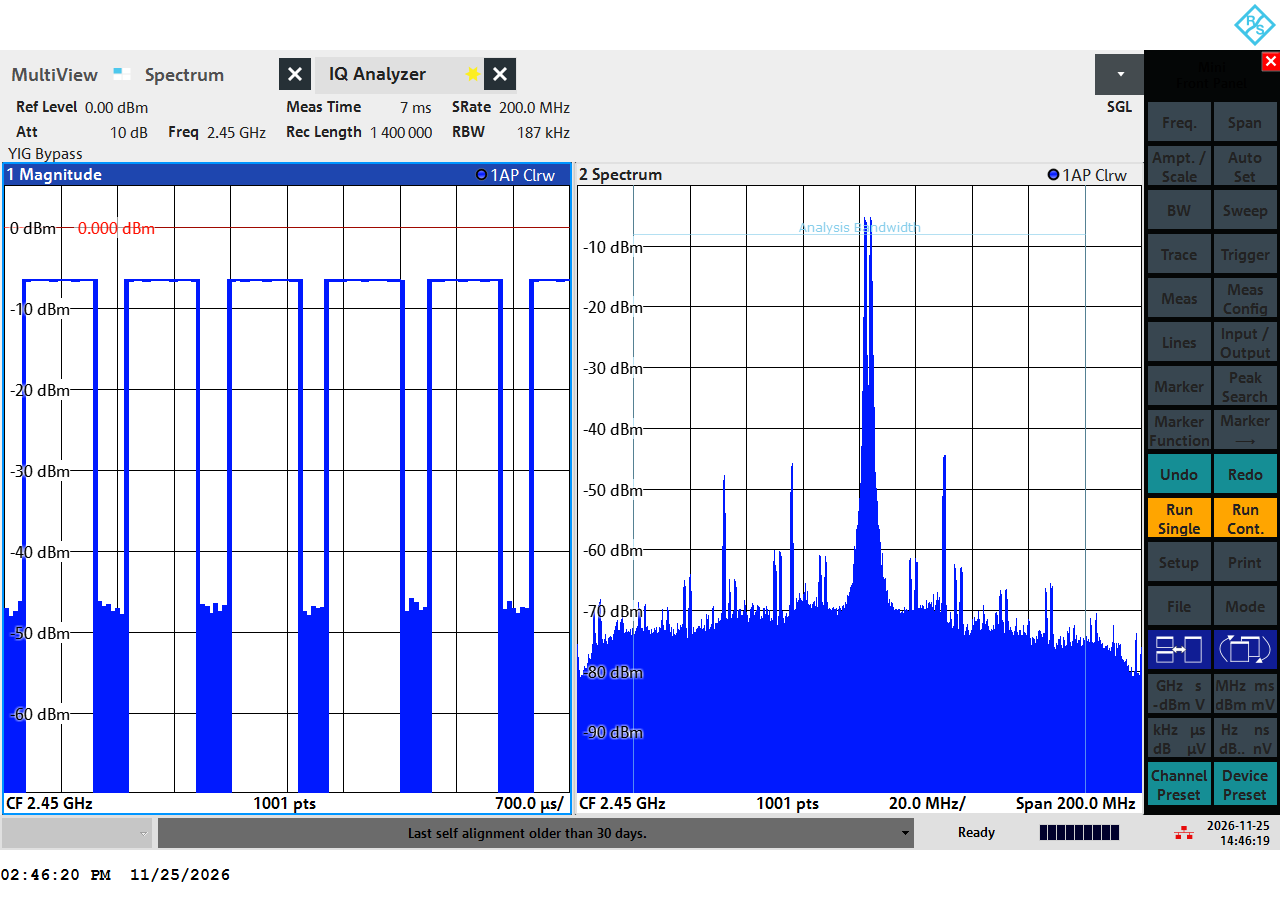 R S
MultiView Spectrum IQ Analyzer
Ref Level 0.00 dBm Meas Time 7 ms SRate 200.0 MHz SGL
Att 10 dB Freq 2.45 GHz Rec Length 1 400 000 RBW 187 kHz
YIG Bypass
1 Magnitude 1AP Clrw
0 dBm 0.000 dBm
-10 dBm
-20 dBm
-30 dBm
-40 dBm
-50 dBm
-60 dBm
CF 2.45 GHz 1001 pts 700.0 µs/
2 Spectrum 1AP Clrw
Analysis Bandwidth
-10 dBm
-20 dBm
-30 dBm
-40 dBm
-50 dBm
-60 dBm
-70 dBm
-80 dBm
-90 dBm
CF 2.45 GHz 1001 pts 20.0 MHz/ Span 200.0 MHz
Freq. Span
Ampt. / Scale Auto Set
BW Sweep
Trace Trigger
Meas Meas Config
Lines Input / Output
Marker Peak Search
Marker Function Marker →
Undo Redo
Run Single Run Cont.
Setup Print
File Mode
GHz s -dBm V MHz ms dBm mV
kHz µs dB µV Hz ns dB.. nV
Channel Preset Device Preset
Last self alignment older than 30 days. Ready 2026-11-25
14:46:19
02:46:20 PM 11/25/2026